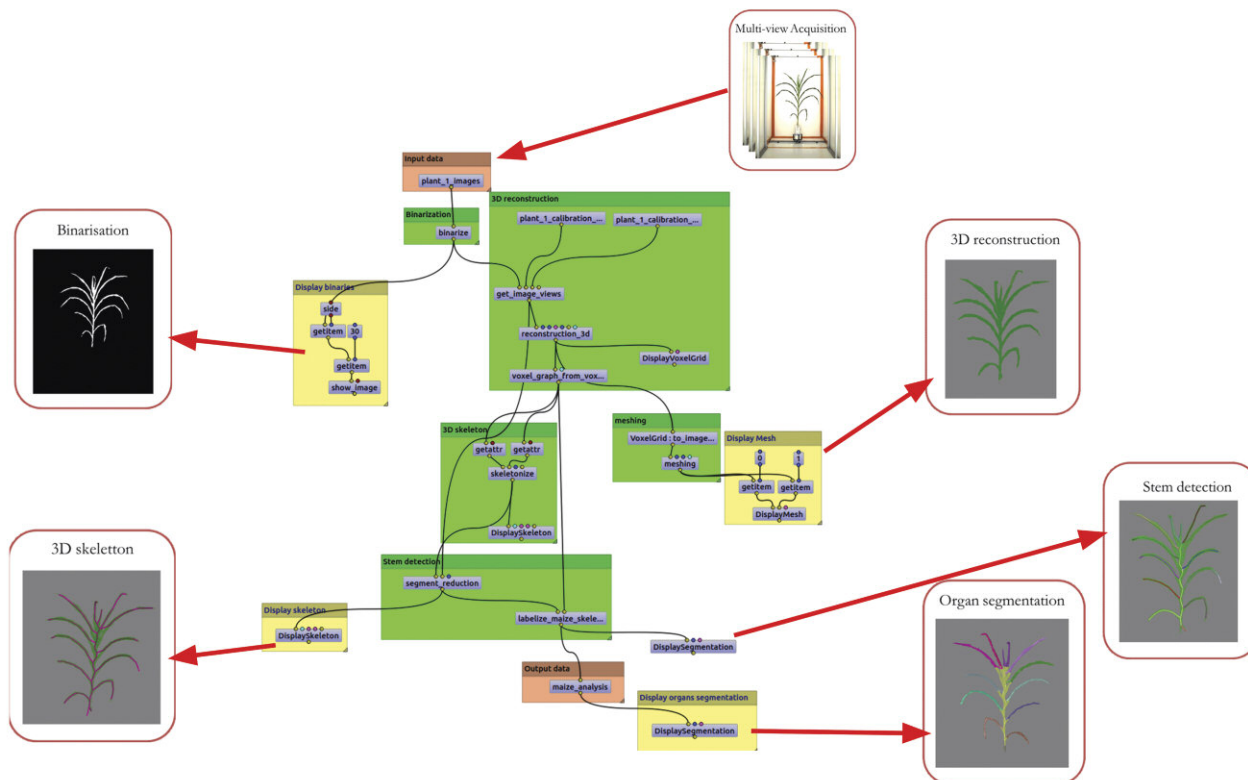 Multi-view Acquisition
Input data
plant_1_images
Binarization
binarize
3D reconstruction
plant_1_calibration_...
plant_1_calibration_...
get_image_views
reconstruction_3d
DisplayVoxelGrid
voxel_graph_from_vox...
Binarisation
Display binaries
side
getitem
30
getitem
show_image
3D reconstruction
3D skeleton
getattr
getattr
skeletonize
DisplaySkeleton
meshing
VoxelGrid : to_image...
meshing
Display Mesh
0
1
getitem
getitem
DisplayMesh
Stem detection
3D skeletton
Stem detection
segment_reduction
labelize_maize_skele...
Display skeleton
DisplaySkeleton
DisplaySegmentation
Organ segmentation
Output data
maize_analysis
Display organs segmentation
DisplaySegmentation